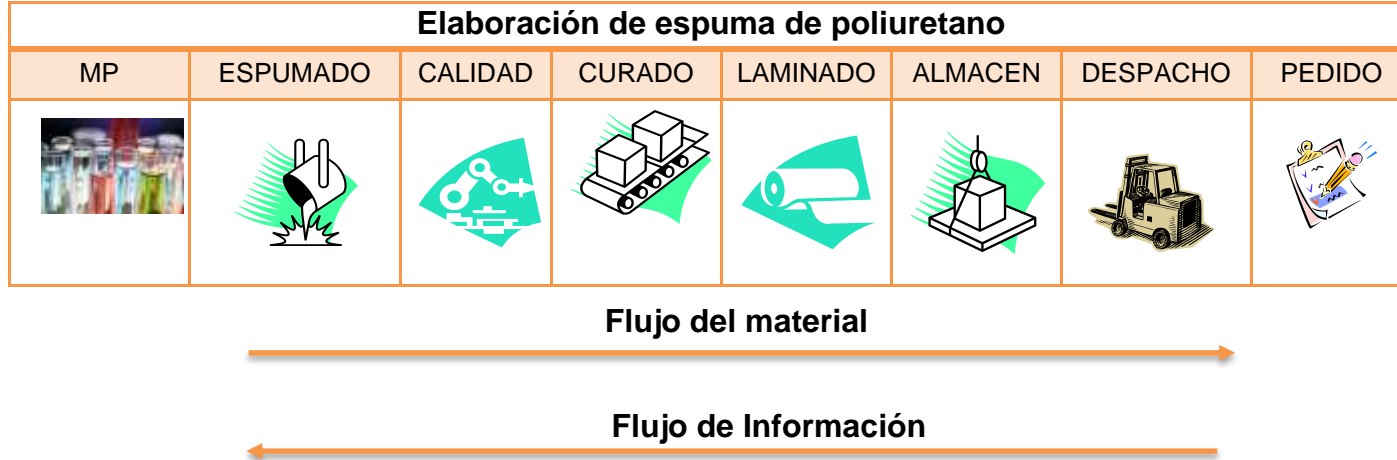 Elaboración de espuma de poliuretano
MP ESPUMADO CALIDAD CURADO LAMINADO ALMACEN DESPACHO PEDIDO
Flujo del material
Flujo de Información